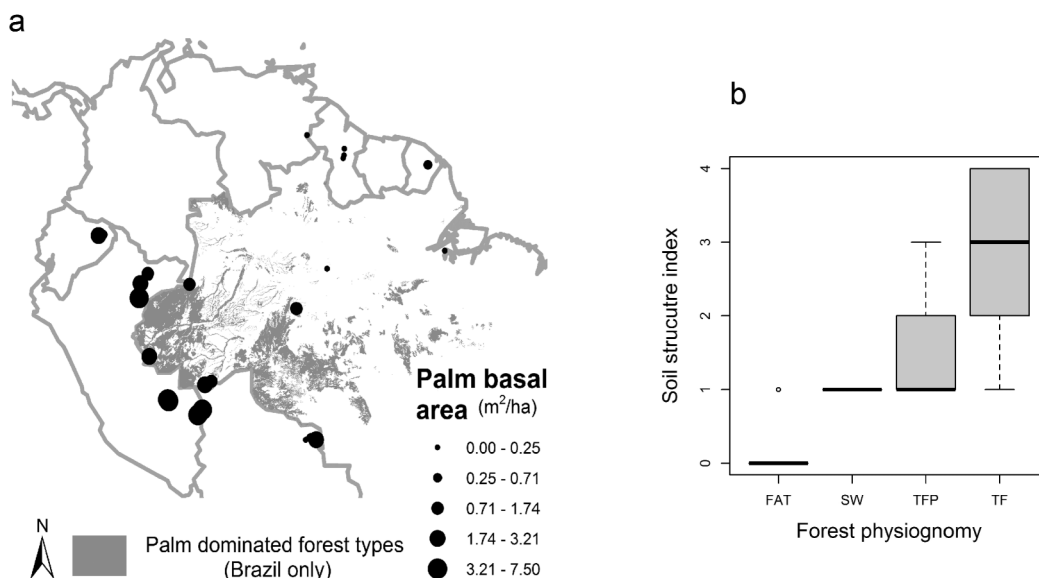 a
Palm basal
area (m²/ha)
0.00 - 0.25
0.25 - 0.71
0.71 - 1.74
1.74 - 3.21
3.21 - 7.50
N
Palm dominated forest types
(Brazil only)
b
Soil strucutre index
4
3
2
1
0
FAT SW TFP TF
Forest physiognomy